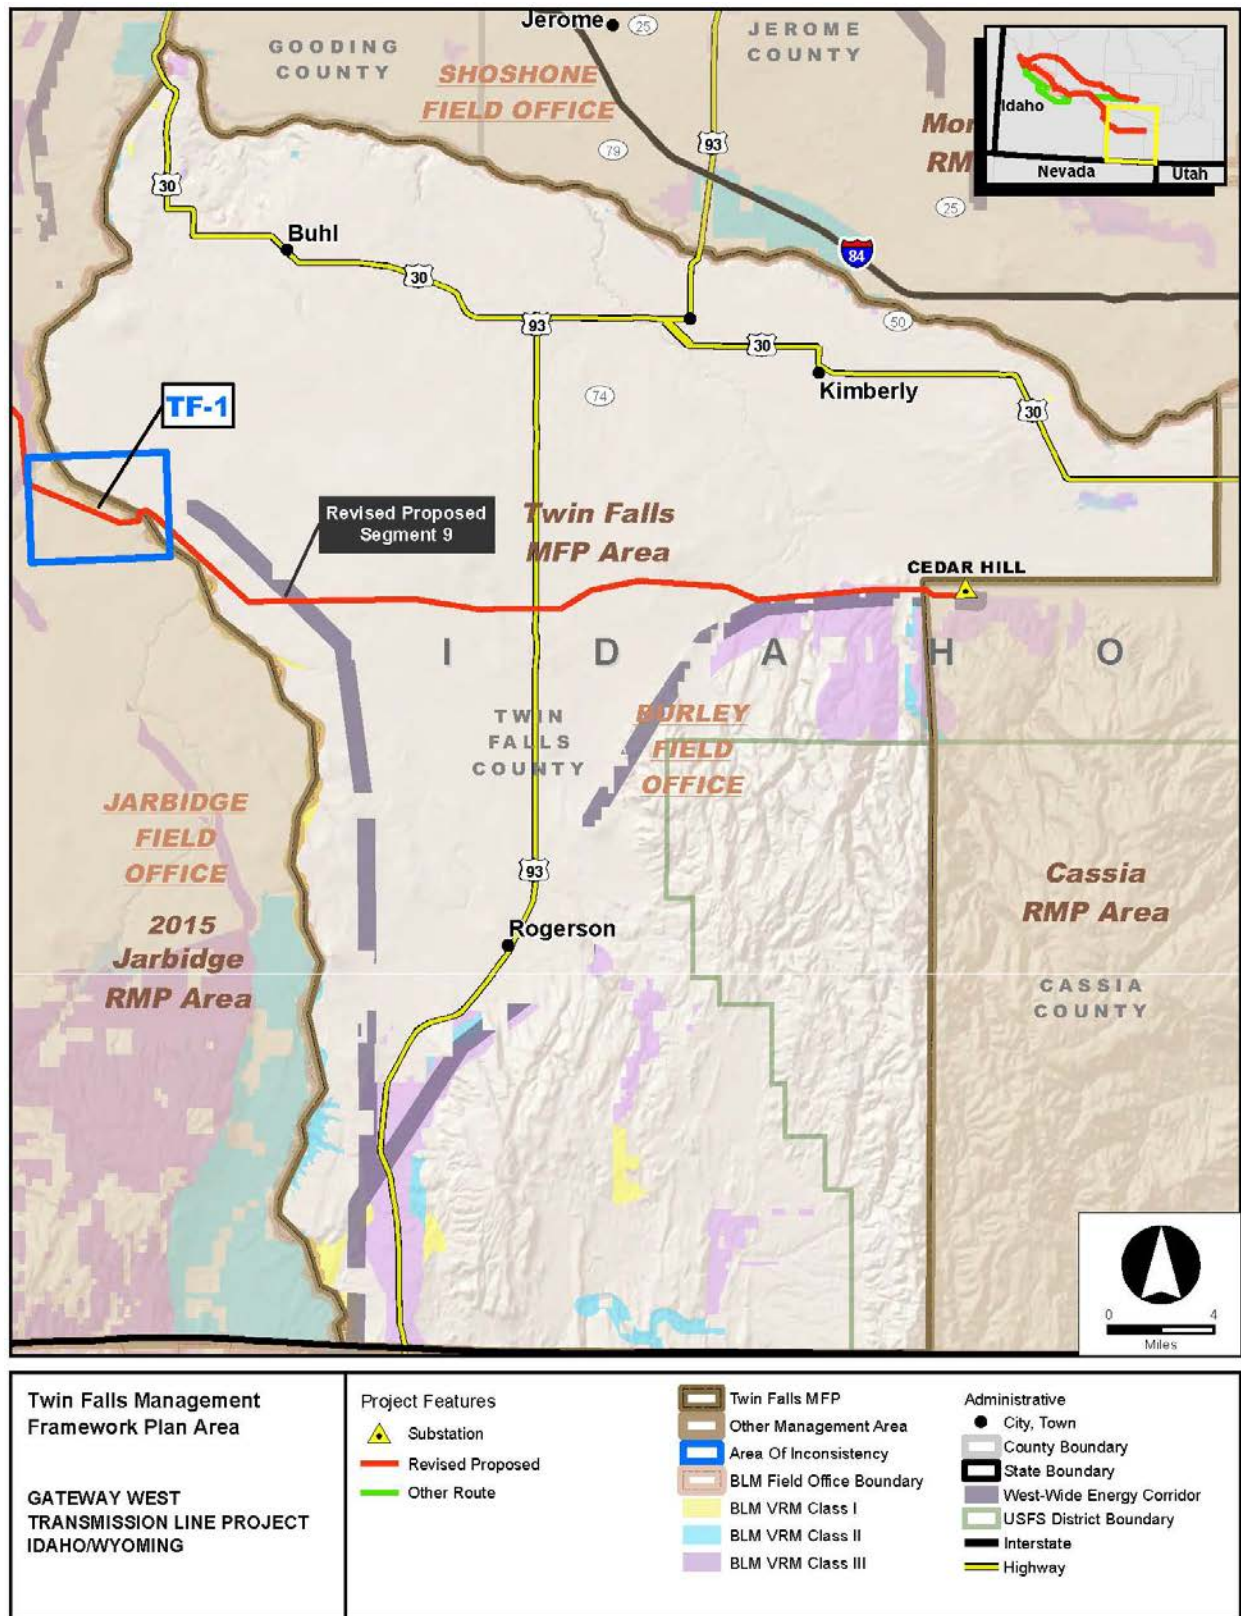 Jerome
25
GOODING
COUNTY
JEROME
COUNTY
SHOSHONE
FIELD OFFICE
79
93
Mor
RM
25
Idaho
Nevada
Utah
30
Buhl
30
84
93
50
30
Kimberly
74
30
TF-1
Revised Proposed
Segment 9
Twin Falls
MFP Area
CEDAR HILL
I D A H O
TWIN
FALLS
COUNTY
BURLEY
FIELD
OFFICE
JARBIDGE
FIELD
OFFICE
2015
Jarbidge
RMP Area
93
Rogerson
Cassia
RMP Area
CASSIA
COUNTY
0 4
Miles
Twin Falls Management
Framework Plan Area
GATEWAY WEST
TRANSMISSION LINE PROJECT
IDAHO/WYOMING
Project Features
Substation
Revised Proposed
Other Route
Twin Falls MFP
Other Management Area
Area Of Inconsistency
BLM Field Office Boundary
BLM VRM Class I
BLM VRM Class II
BLM VRM Class III
Administrative
City, Town
County Boundary
State Boundary
West-Wide Energy Corridor
USFS District Boundary
Interstate
Highway